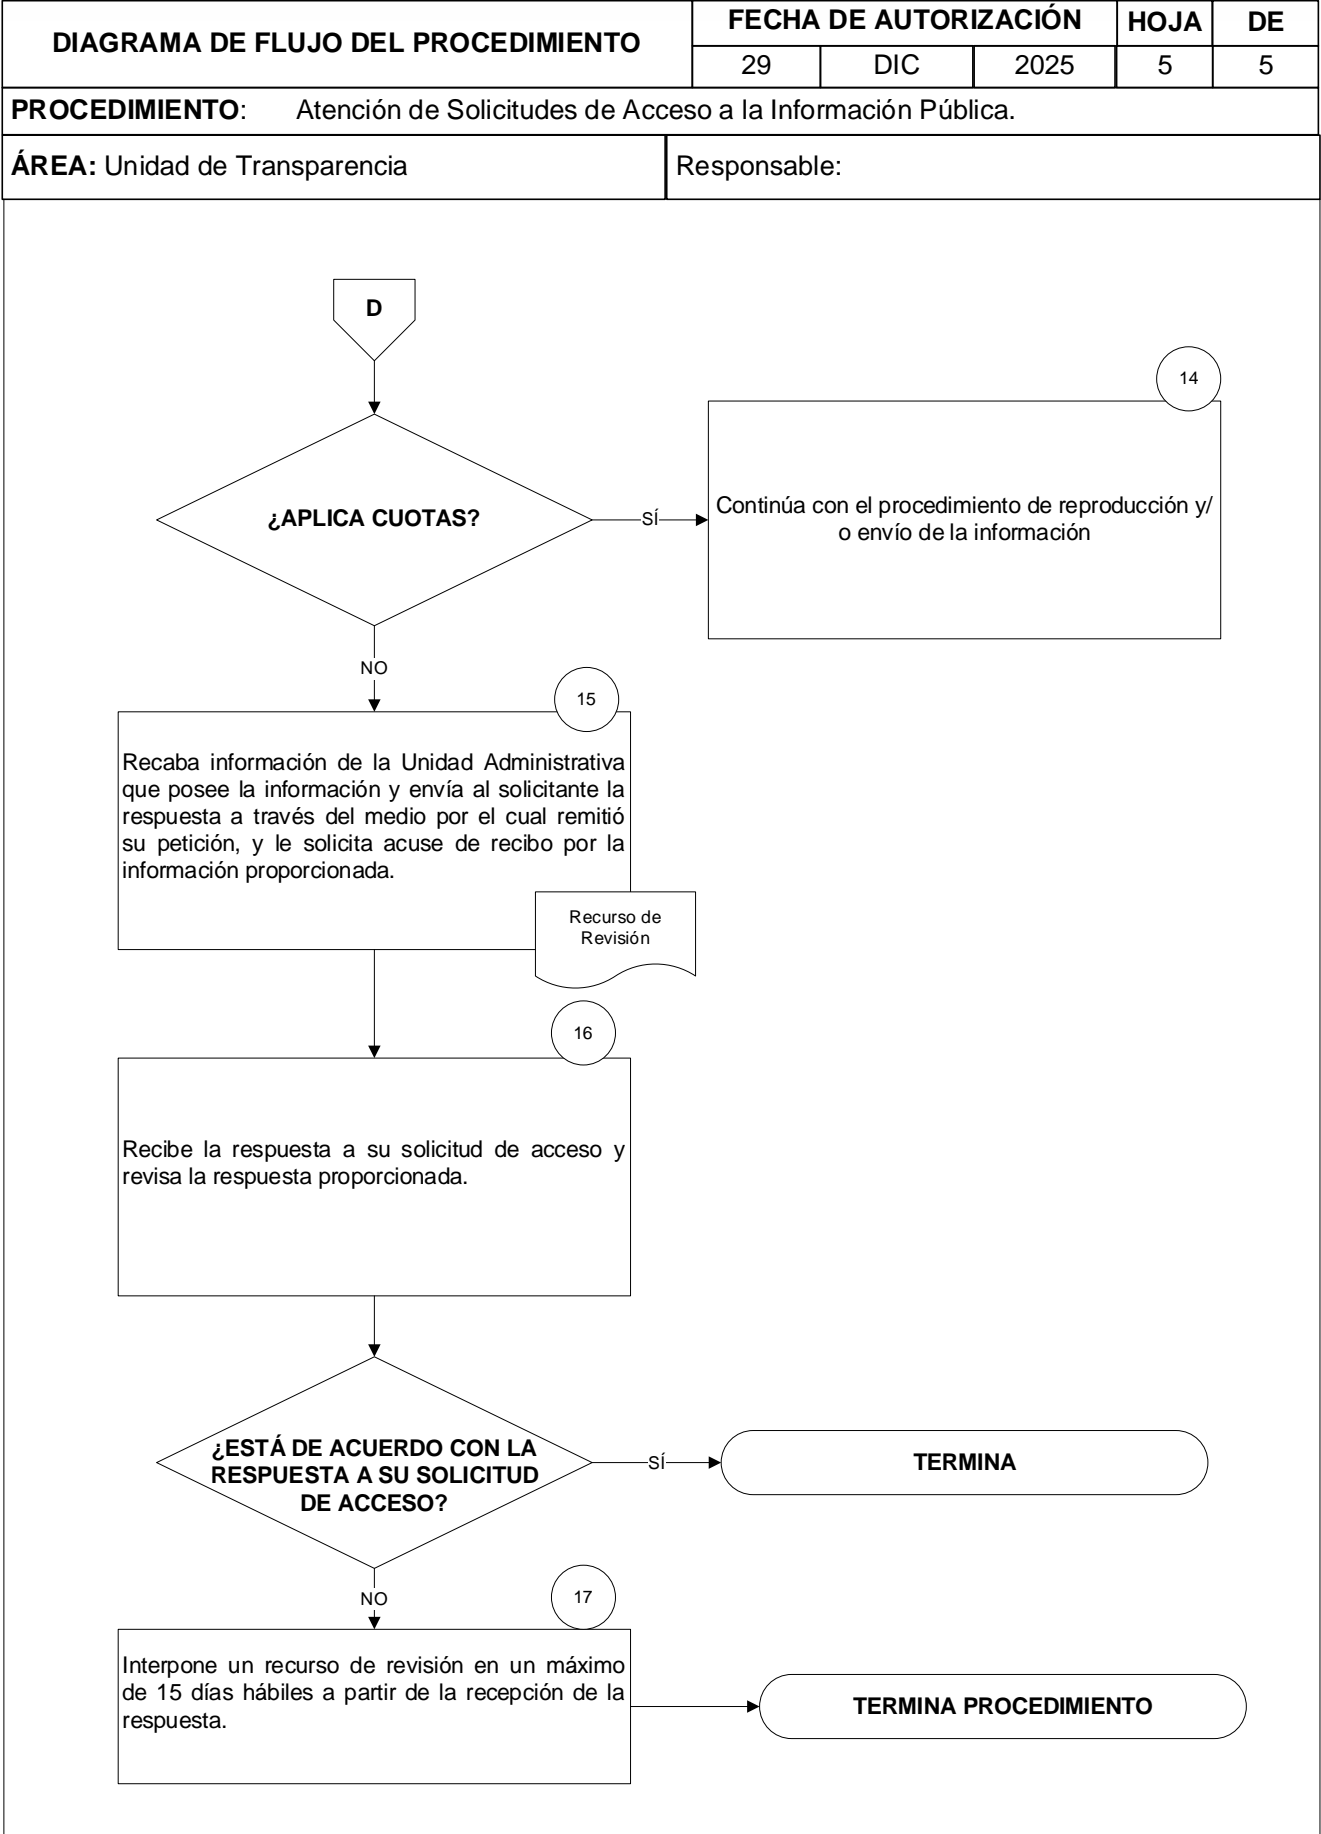 DIAGRAMA DE FLUJO DEL PROCEDIMIENTO
FECHA DE AUTORIZACIÓN
HOJA
DE
29
DIC
2025
5
5
PROCEDIMIENTO: Atención de Solicitudes de Acceso a la Información Pública.
ÁREA: Unidad de Transparencia
Responsable:
D
14
¿APLICA CUOTAS?
SÍ
Continúa con el procedimiento de reproducción y/
o envío de la información
NO
15
Recaba información de la Unidad Administrativa
que posee la información y envía al solicitante la
respuesta a través del medio por el cual remitió
su petición, y le solicita acuse de recibo por la
información proporcionada.
Recurso de
Revisión
16
Recibe la respuesta a su solicitud de acceso y
revisa la respuesta proporcionada.
¿ESTÁ DE ACUERDO CON LA
RESPUESTA A SU SOLICITUD
DE ACCESO?
SÍ
TERMINA
NO
17
Interpone un recurso de revisión en un máximo
de 15 días hábiles a partir de la recepción de la
respuesta.
TERMINA PROCEDIMIENTO